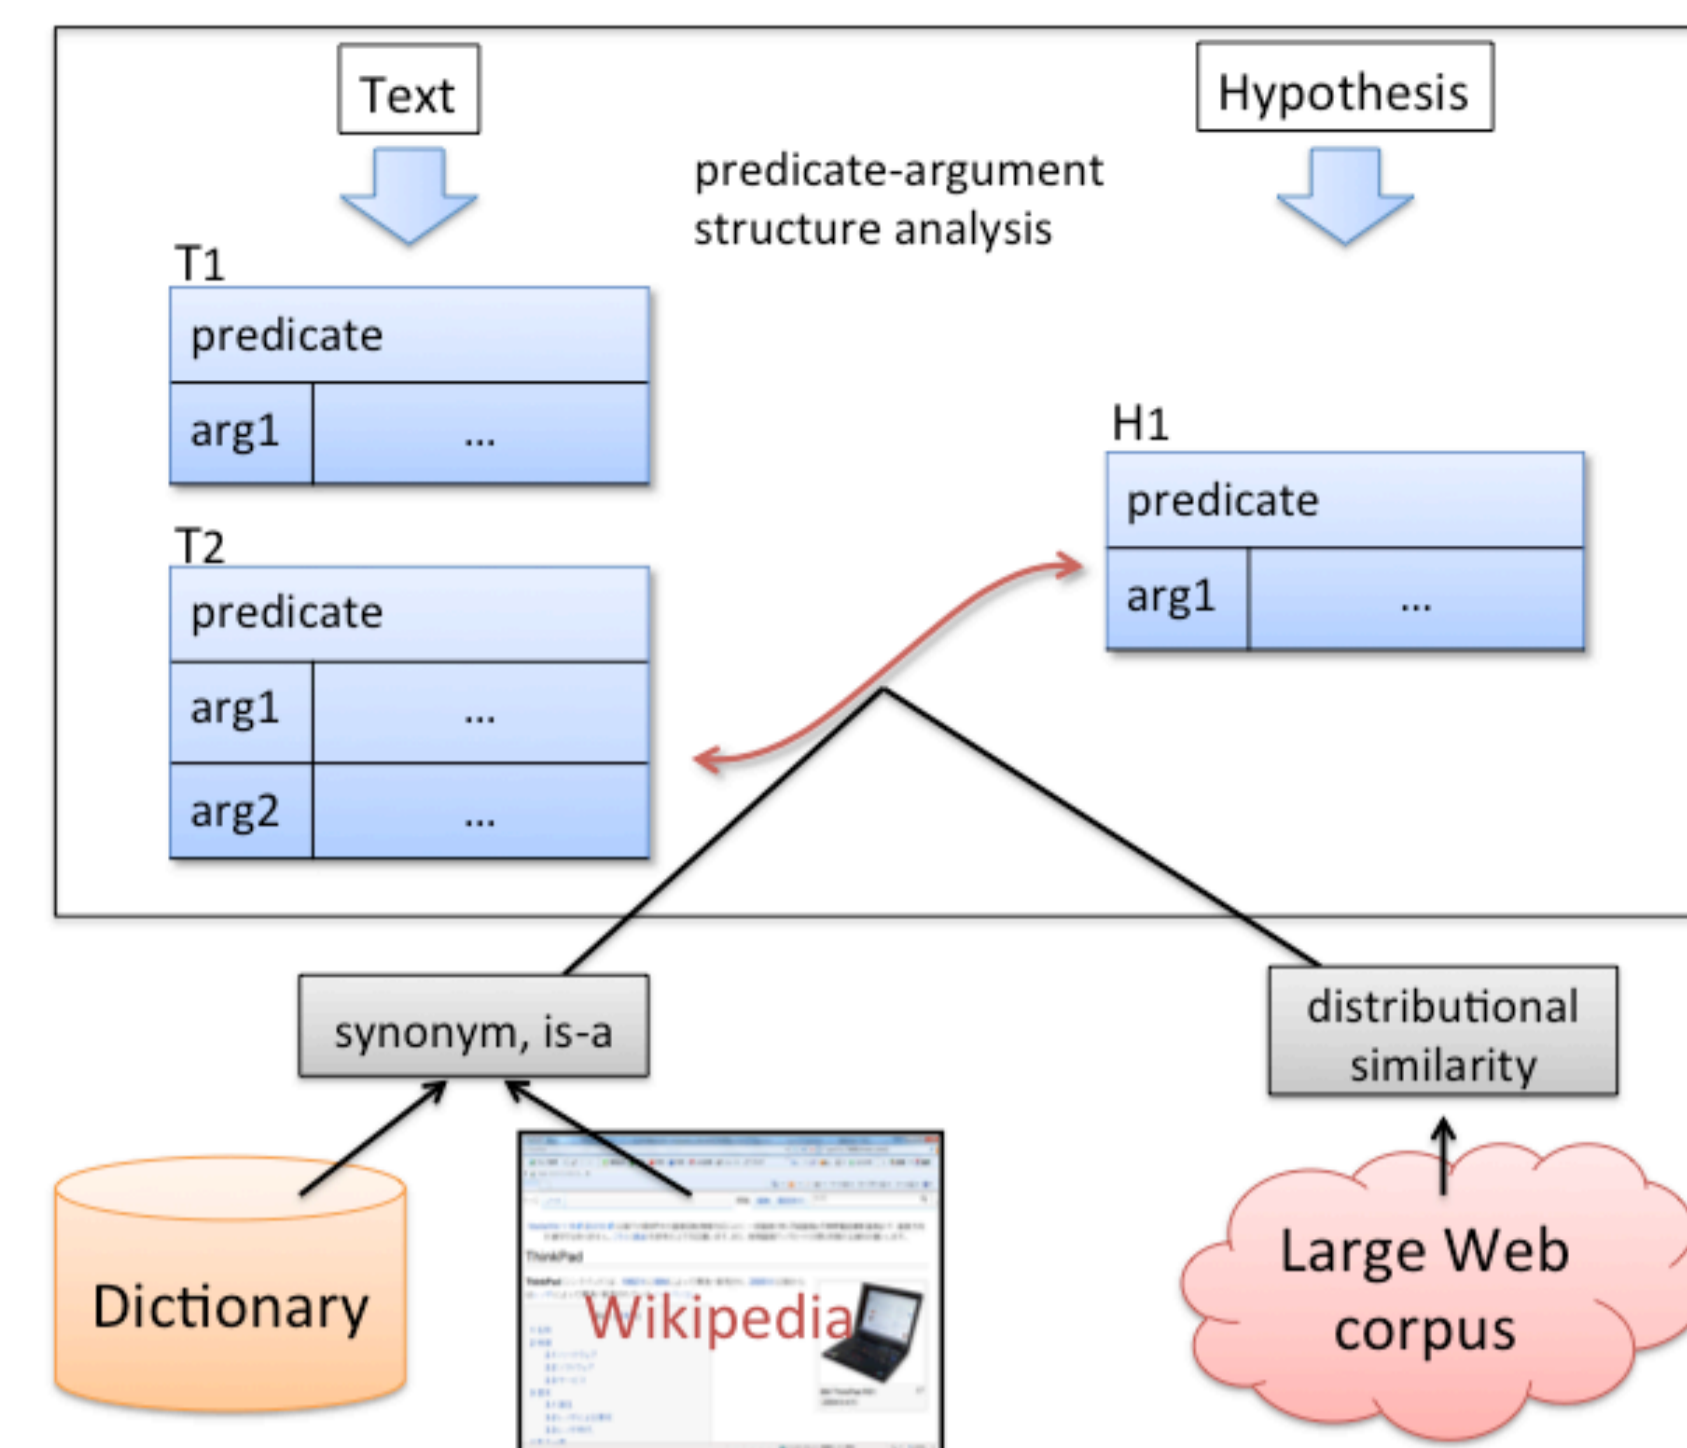 Text
Hypothesis
predicate-argument
structure analysis
T1
predicate
arg1 ...
T2
predicate
arg1 ...
arg2 ...
H1
predicate
arg1 ...
synonym, is-a
distributional
similarity
Dictionary
ThinkPad
Wikipedia
Large Web
corpus